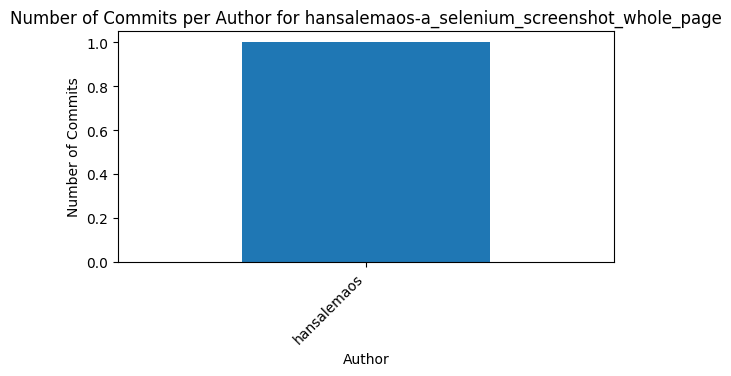 Number of Commits per Author for hansalemaos-a_selenium_screenshot_whole_page
Number of Commits
1.0
0.8
0.6
0.4
0.2
0.0
hansalemaos
Author